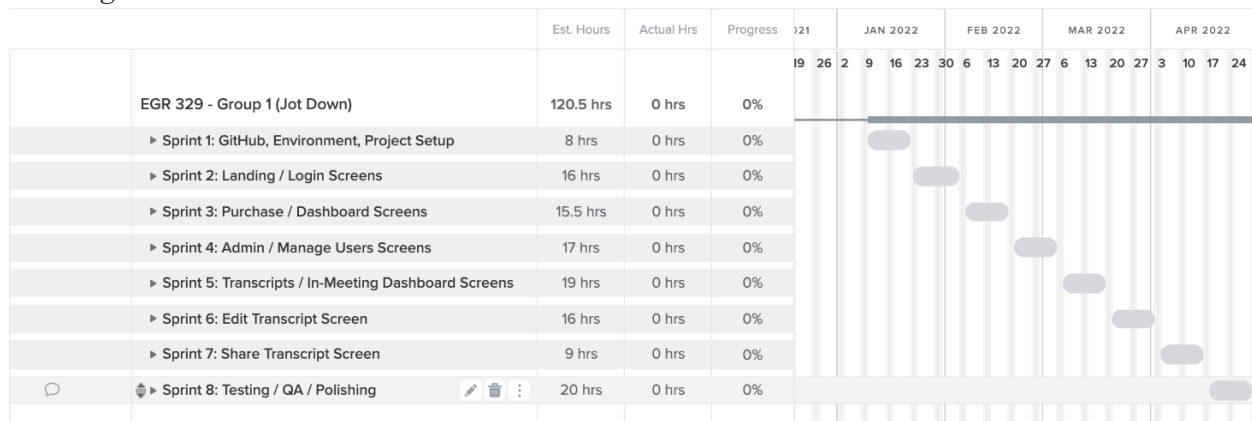 Est. Hours Actual Hrs Progress 021 JAN 2022 FEB 2022 MAR 2022 APR 2022
19 26 2 9 16 23 30 6 13 20 27 6 13 20 27 3 10 17 24
EGR 329 - Group 1 (Jot Down) 120.5 hrs 0 hrs 0%
Sprint 1: GitHub, Environment, Project Setup 8 hrs 0 hrs 0%
Sprint 2: Landing / Login Screens 16 hrs 0 hrs 0%
Sprint 3: Purchase / Dashboard Screens 15.5 hrs 0 hrs 0%
Sprint 4: Admin / Manage Users Screens 17 hrs 0 hrs 0%
Sprint 5: Transcripts / In-Meeting Dashboard Screens 19 hrs 0 hrs 0%
Sprint 6: Edit Transcript Screen 16 hrs 0 hrs 0%
Sprint 7: Share Transcript Screen 9 hrs 0 hrs 0%
Sprint 8: Testing / QA / Polishing 20 hrs 0 hrs 0%